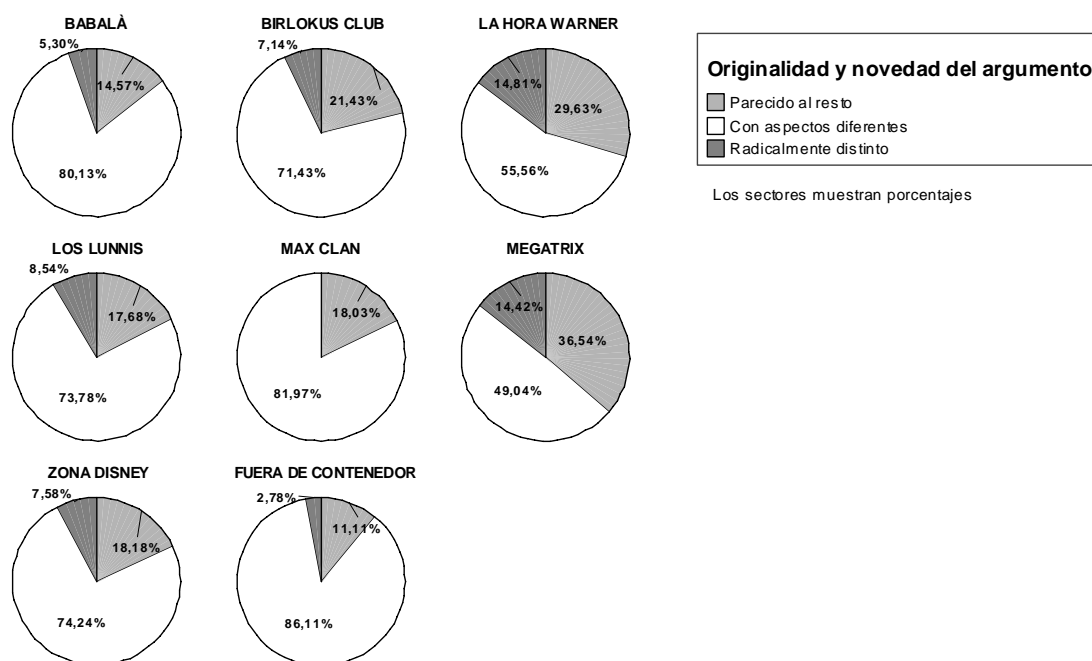 BABALÀ
5,30%
14,57%
80,13%
BIRLOKUS CLUB
7,14%
21,43%
71,43%
LA HORA WARNER
14,81%
29,63%
55,56%
Originalidad y novedad del argumento
Parecido al resto
Con aspectos diferentes
Radicalmente distinto
Los sectores muestran porcentajes
LOS LUNNIS
8,54%
17,68%
73,78%
MAX CLAN
18,03%
81,97%
MEGATRIX
14,42%
36,54%
49,04%
ZONA DISNEY
7,58%
18,18%
74,24%
FUERA DE CONTENEDOR
2,78%
11,11%
86,11%